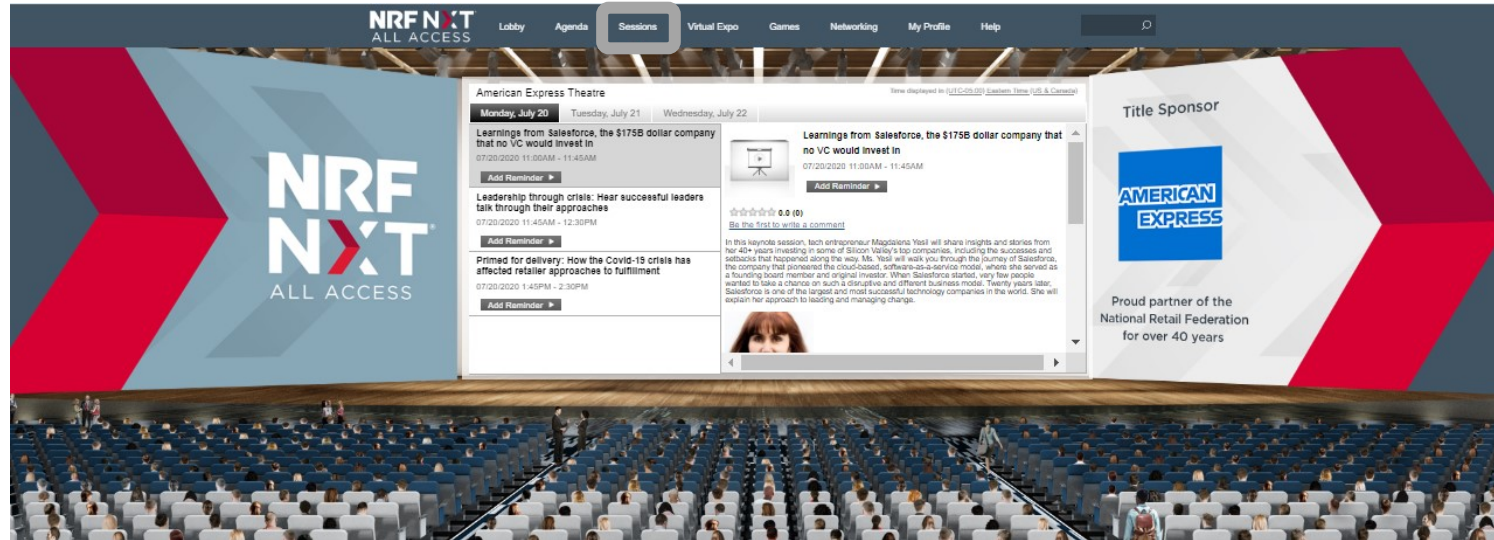 NRF NXT
ALL ACCESS
Lobby
Agenda
Sessions
Virtual Expo
Games
Networking
My Profile
Help
American Express Theatre
Time displayed in (UTC-05:00) Eastern Time (US & Canada)
Monday, July 20
Tuesday, July 21
Wednesday, July 22
Learnings from Salesforce, the $175B dollar company
that no VC would invest in
07/20/2020 11:00AM - 11:45AM
Add Reminder
Leadership through crisis: Hear successful leaders
talk through their approaches
07/20/2020 11:45AM - 12:30PM
Add Reminder
Primed for delivery: How the Covid-19 crisis has
affected retailer approaches to fulfillment
07/20/2020 1:45PM - 2:30PM
Add Reminder
Learnings from Salesforce, the $175B dollar company that
no VC would invest in
07/20/2020 11:00AM - 11:45AM
Add Reminder
0.0 (0)
Be the first to write a comment
In this keynote session, tech entrepreneur Magdalena Yesil will share insights and stories from
her 40+ years investing in some of Silicon Valley's top companies, including the successes and
setbacks that happened along the way. Ms. Yesil will walk you through the journey of Salesforce,
the company that pioneered the cloud-based, software-as-a-service model, where she served as
a founding board member and original investor. When Salesforce started, very few people
wanted to take a chance on such a disruptive and different business model. Twenty years later,
Salesforce is one of the largest and most successful technology companies in the world. She will
explain her approach to leading and managing change.
NRF
NXT
ALL ACCESS
Title Sponsor
AMERICAN
EXPRESS
Proud partner of the
National Retail Federation
for over 40 years